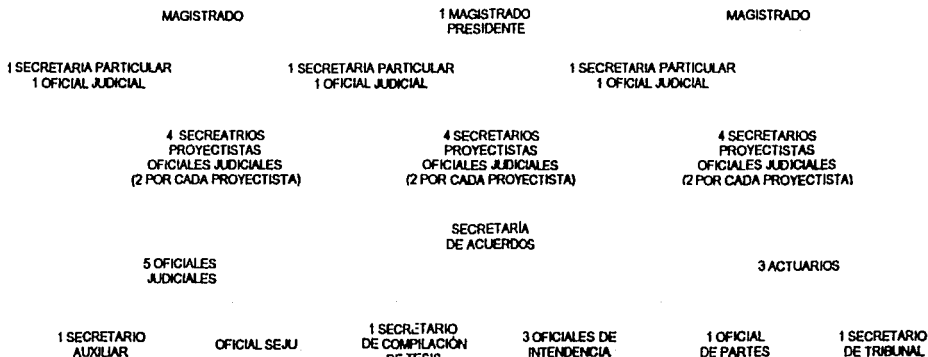 MAGISTRADO
1 MAGISTRADO
PRESIDENTE
MAGISTRADO
1 SECRETARIA PARTICULAR
1 OFICIAL JUDICIAL
1 SECRETARIA PARTICULAR
1 OFICIAL JUDICIAL
1 SECRETARIA PARTICULAR
1 OFICIAL JUDICIAL
4 SECREATRIOS
PROYECTISTAS
OFICIALES JUDICIALES
(2 POR CADA PROYECTISTA)
4 SECRETARIOS
PROYECTISTAS
OFICIALES JUDICIALES
(2 POR CADA PROYECTISTA)
4 SECRETARIOS
PROYECTISTAS
OFICIALES JUDICIALES
(2 POR CADA PROYECTISTA)
SECRETARÍA
DE ACUERDOS
5 OFICIALES
JUDICIALES
3 ACTUARIOS
1 SECRETARIO
AUXILIAR
OFICIAL SEJU
1 SECRETARIO
DE COMPILACIÓN
DE TESIS
3 OFICIALES DE
INTENDENCIA
1 OFICIAL
DE PARTES
1 SECRETARIO
DE TRIBUNAL